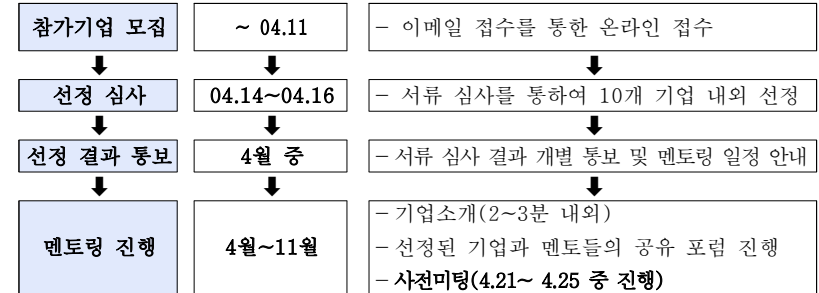 참가기업 모집
~ 04.11
- 이메일 접수를 통한 온라인 접수
선정 심사
04.14~04.16
- 서류 심사를 통하여 10개 기업 내외 선정
선정 결과 통보
4월 중
- 서류 심사 결과 개별 통보 및 멘토링 일정 안내
멘토링 진행
4월~11월
- 기업소개(2~3분 내외)
- 선정된 기업과 멘토들의 공유 포럼 진행
- 사전미팅(4.21~ 4.25 중 진행)